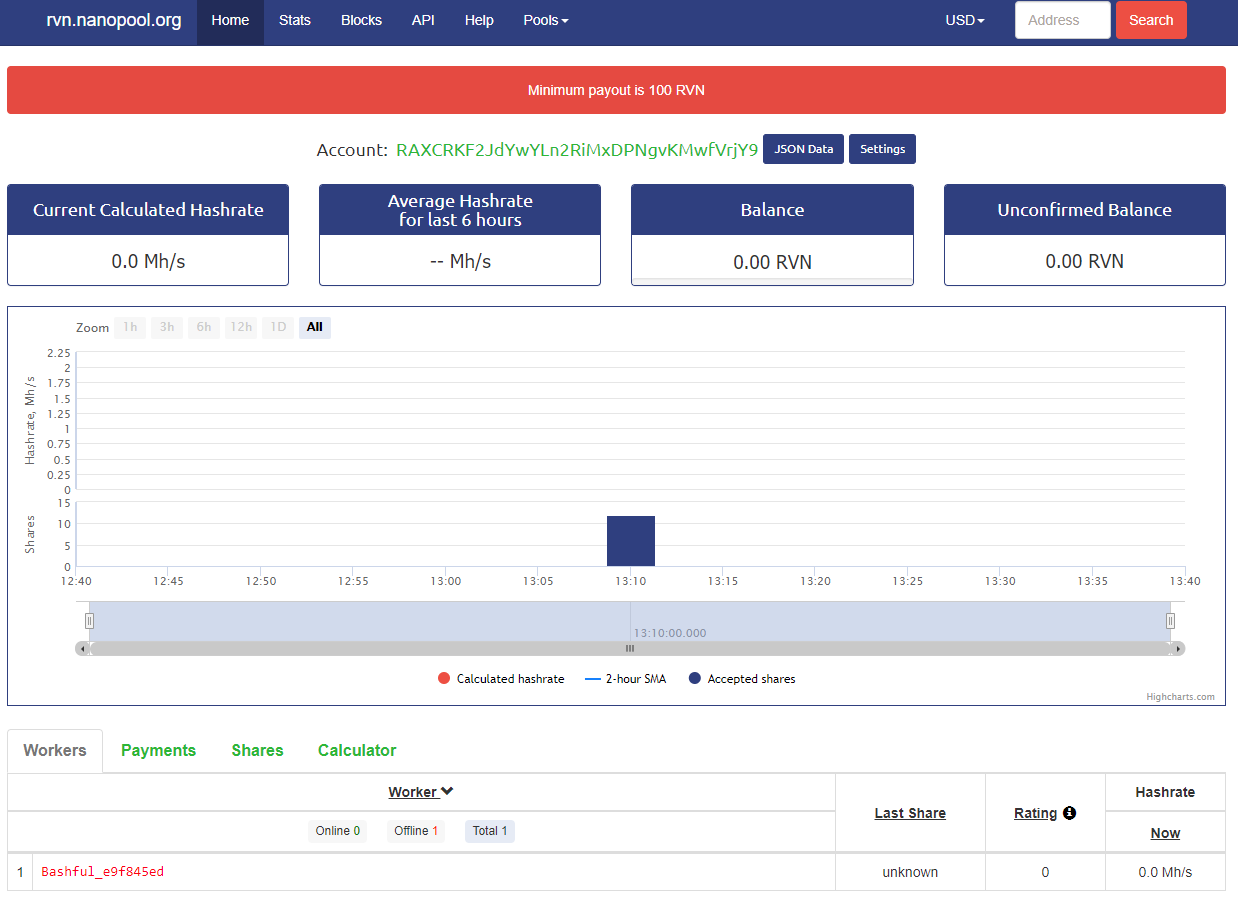 rvn.nanopool.org Home Stats Blocks API Help Pools USD Address Search
Minimum payout is 100 RVN
Account: RAXCRKF2JdYwYLn2RiMxDPNgvKMwfVrjY9 JSON Data Settings
Current Calculated Hashrate
0.0 Mh/s
Average Hashrate
for last 6 hours
-- Mh/s
Balance
0.00 RVN
Unconfirmed Balance
0.00 RVN
Zoom 1h 3h 6h 12h 1D All
Hashrate, Mh/s
2.25
2
1.75
1.5
1.25
1
0.75
0.5
0.25
0
Shares
15
10
5
0
12:40 12:45 12:50 12:55 13:00 13:05 13:10 13:15 13:20 13:25 13:30 13:35 13:40
13:10:00.000
Calculated hashrate 2-hour SMA Accepted shares
Highcharts.com
Workers Payments Shares Calculator
Worker Last Share Rating Hashrate
Online 0 Offline 1 Total 1 Now
1 Bashful_e9f845ed unknown 0 0.0 Mh/s